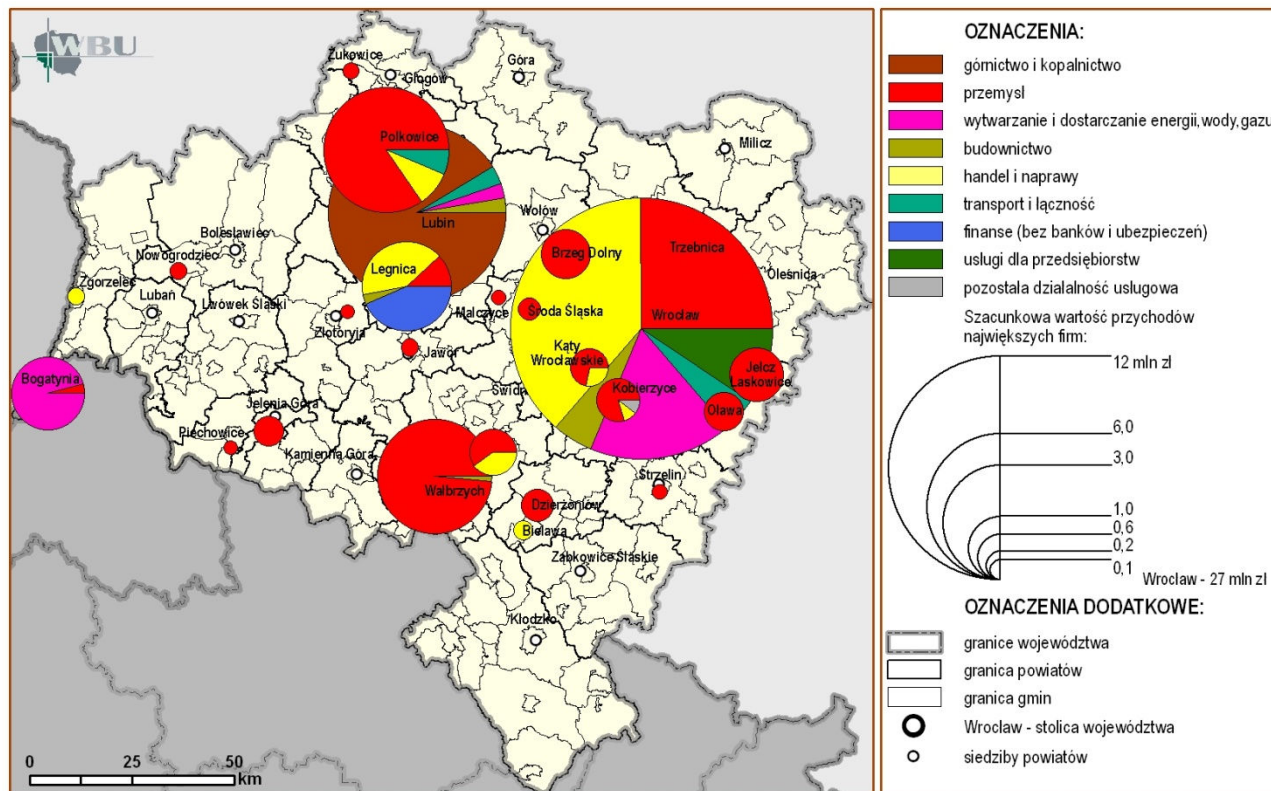 WBU
Żukowice
Głogów
Góra
Polkowice
Milicz
Lubin
Wołów
Trzebnica
Bolesławiec
Brzeg Dolny
Oleśnica
Nowogrodziec
Legnica
Zgorzelec
Lubań
Lwówek Śląski
Malczyce
Środa Śląska
Wrocław
Złotoryja
Jawor
Kąty
Wrocławskie
Jelcz
Laskowice
Bogatynia
Kobierzyce
Oława
Jelenia Góra
Piechowice
Kamienna Góra
Strzelin
Wałbrzych
Dzierżoniów
Bielawa
Ząbkowice Śląskie
Kłodzko
0 25 50
km
OZNACZENIA:
górnictwo i kopalnictwo
przemysł
wytwarzanie i dostarczanie energii,wody,gazu
budownictwo
handel i naprawy
transport i łączność
finanse (bez banków i ubezpieczeń)
usługi dla przedsiębiorstw
pozostała działalność usługowa
Szacunkowa wartość przychodów
największych firm:
12 mln zł
6,0
3,0
1,0
0,6
0,2
0,1
Wrocław - 27 mln zł
OZNACZENIA DODATKOWE:
granice województwa
granica powiatów
granica gmin
Wrocław - stolica województwa
siedziby powiatów